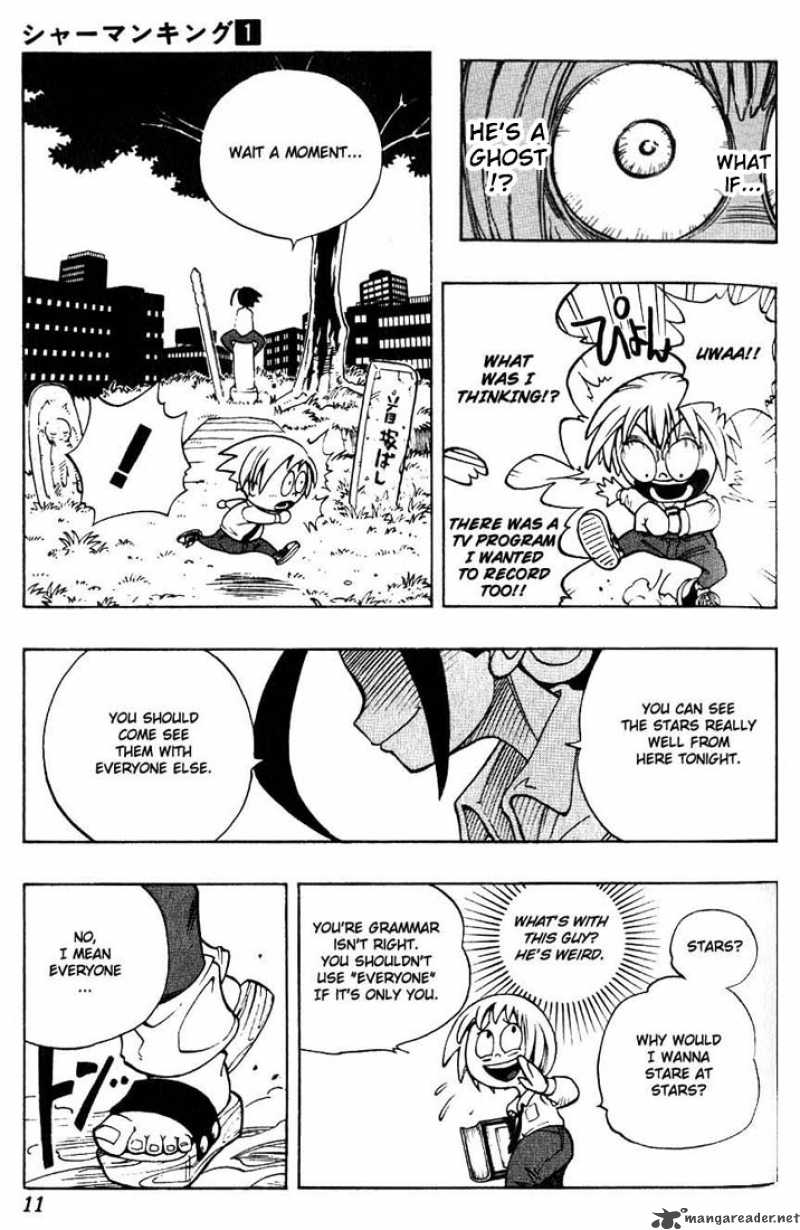 シャーマンキング1
HE'S A
GHOST
!?
WHAT
IF...
WAIT A MOMENT...
!
首塚ばし
UWAA!!
ぴょん
WHAT
WAS I
THINKING!?
THERE WAS A
TV PROGRAM
I WANTED
TO RECORD
TOO!!
YOU CAN SEE
THE STARS REALLY
WELL FROM
HERE TONIGHT.
YOU SHOULD
COME SEE
THEM WITH
EVERYONE ELSE.
STARS?
WHY WOULD
I WANNA
STARE AT
STARS?
WHAT'S WITH
THIS GUY?
HE'S WEIRD.
YOU'RE GRAMMAR
ISN'T RIGHT.
YOU SHOULDN'T
USE "EVERYONE"
IF IT'S ONLY YOU.
NO,
I MEAN
EVERYONE
...
ドン
11
mangareader.net